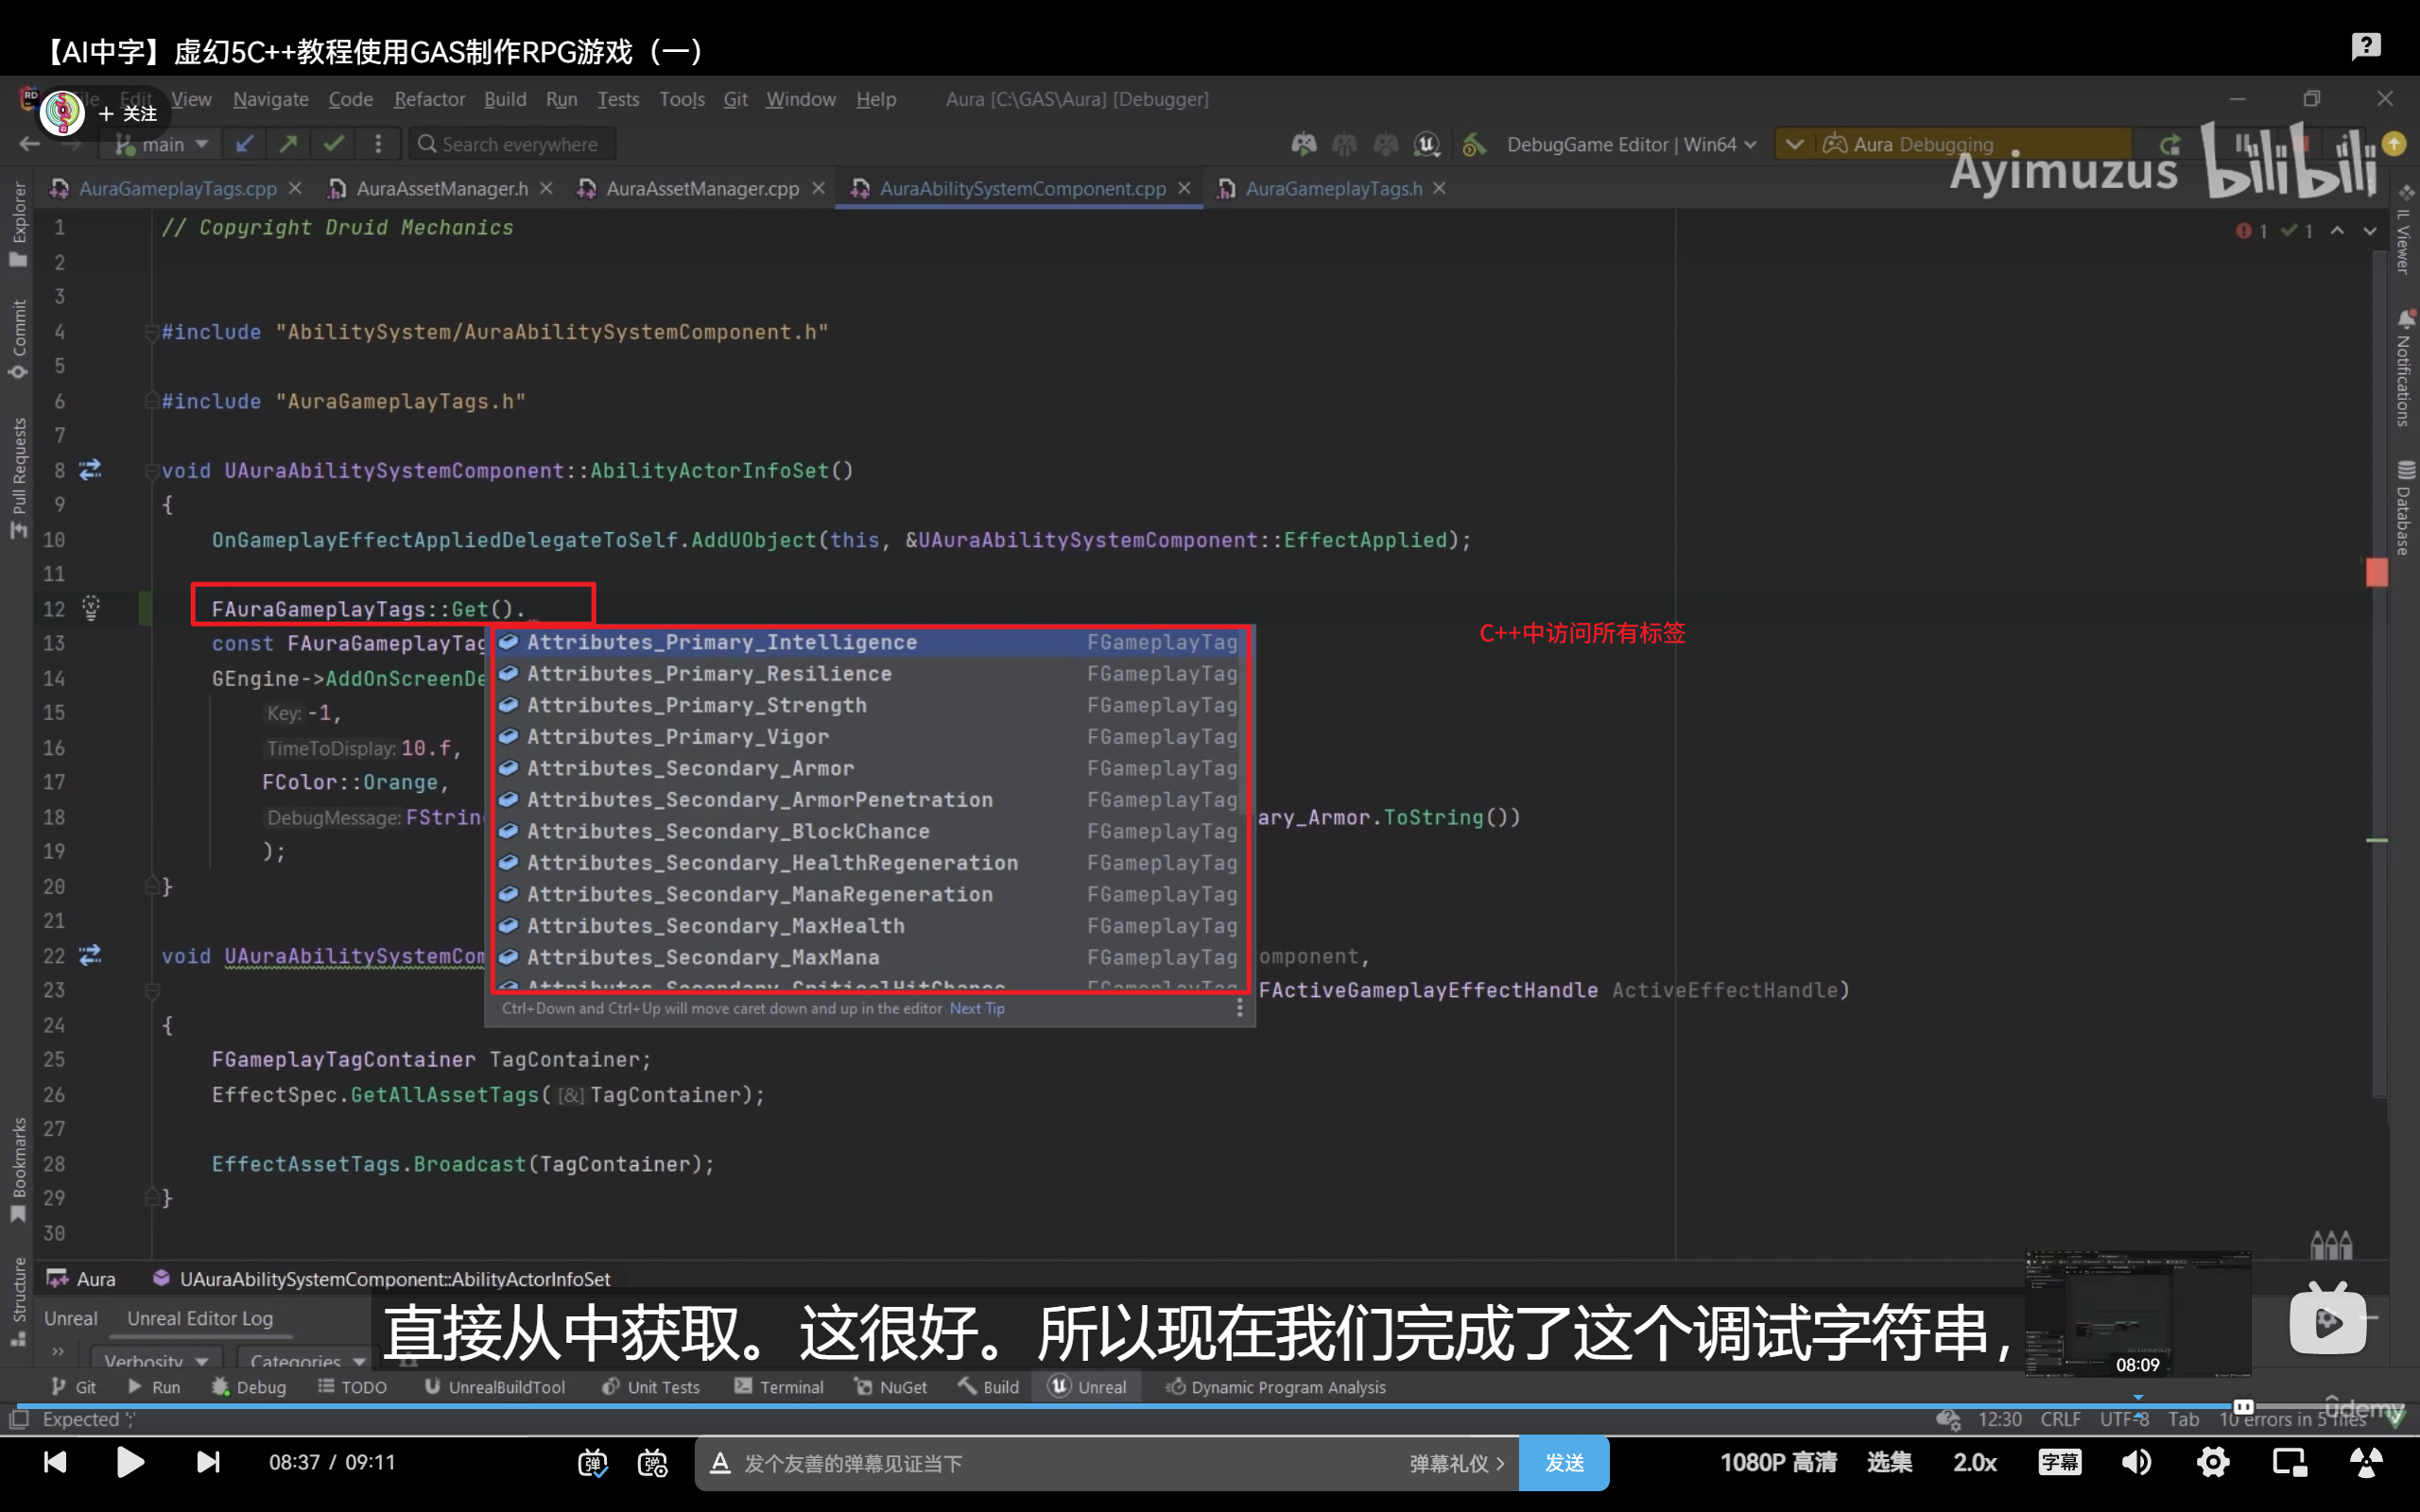 【AI中字】虚幻5C++教程使用GAS制作RPG游戏（一）
+ 关注
View Navigate Code Refactor Build Run Tests Tools Git Window Help Aura [C:\GAS\Aura] [Debugger]
main Search everywhere DebugGame Editor | Win64 Aura Debugging
Ayimuzus bilibili
AuraGameplayTags.cpp AuraAssetManager.h AuraAssetManager.cpp AuraAbilitySystemComponent.cpp AuraGameplayTags.h
Explorer
Commit
Pull Requests
Bookmarks
Structure
IL Viewer
Notifications
Database
1 1
1 // Copyright Druid Mechanics
2
3
4 #include "AbilitySystem/AuraAbilitySystemComponent.h"
5
6 #include "AuraGameplayTags.h"
7
8 void UAuraAbilitySystemComponent::AbilityActorInfoSet()
9 {
10 OnGameplayEffectAppliedDelegateToSelf.AddUObject(this, &UAuraAbilitySystemComponent::EffectApplied);
11
12 FAuraGameplayTags::Get().
C++中访问所有标签
13 const FAuraGameplayTag
14 GEngine->AddOnScreenDe
15 Key: -1,
16 TimeToDisplay: 10.f,
17 FColor::Orange,
18 DebugMessage: FString ary_Armor.ToString())
19 );
20 }
21
22 void UAuraAbilitySystemCom omponent,
23 FActiveGameplayEffectHandle ActiveEffectHandle)
24 {
25 FGameplayTagContainer TagContainer;
26 EffectSpec.GetAllAssetTags([&]TagContainer);
27
28 EffectAssetTags.Broadcast(TagContainer);
29 }
30
Attributes_Primary_Intelligence FGameplayTag
Attributes_Primary_Resilience FGameplayTag
Attributes_Primary_Strength FGameplayTag
Attributes_Primary_Vigor FGameplayTag
Attributes_Secondary_Armor FGameplayTag
Attributes_Secondary_ArmorPenetration FGameplayTag
Attributes_Secondary_BlockChance FGameplayTag
Attributes_Secondary_HealthRegeneration FGameplayTag
Attributes_Secondary_ManaRegeneration FGameplayTag
Attributes_Secondary_MaxHealth FGameplayTag
Attributes_Secondary_MaxMana FGameplayTag
Attributes_Secondary_CriticalHitChance FGameplayTag
Ctrl+Down and Ctrl+Up will move caret down and up in the editor Next Tip
Aura UAuraAbilitySystemComponent::AbilityActorInfoSet
Unreal Unreal Editor Log
直接从中获取。这很好。所以现在我们完成了这个调试字符串，
Verbosity Categories
08:09
Git Run Debug TODO UnrealBuildTool Unit Tests Terminal NuGet Build Unreal Dynamic Program Analysis
Expected ';' 12:30 CRLF UTF-8 Tab 10 errors in 5 files
udemy
08:37 / 09:11 弹 弹 发个友善的弹幕见证当下 弹幕礼仪 > 发送 1080P 高清 选集 2.0x 字幕